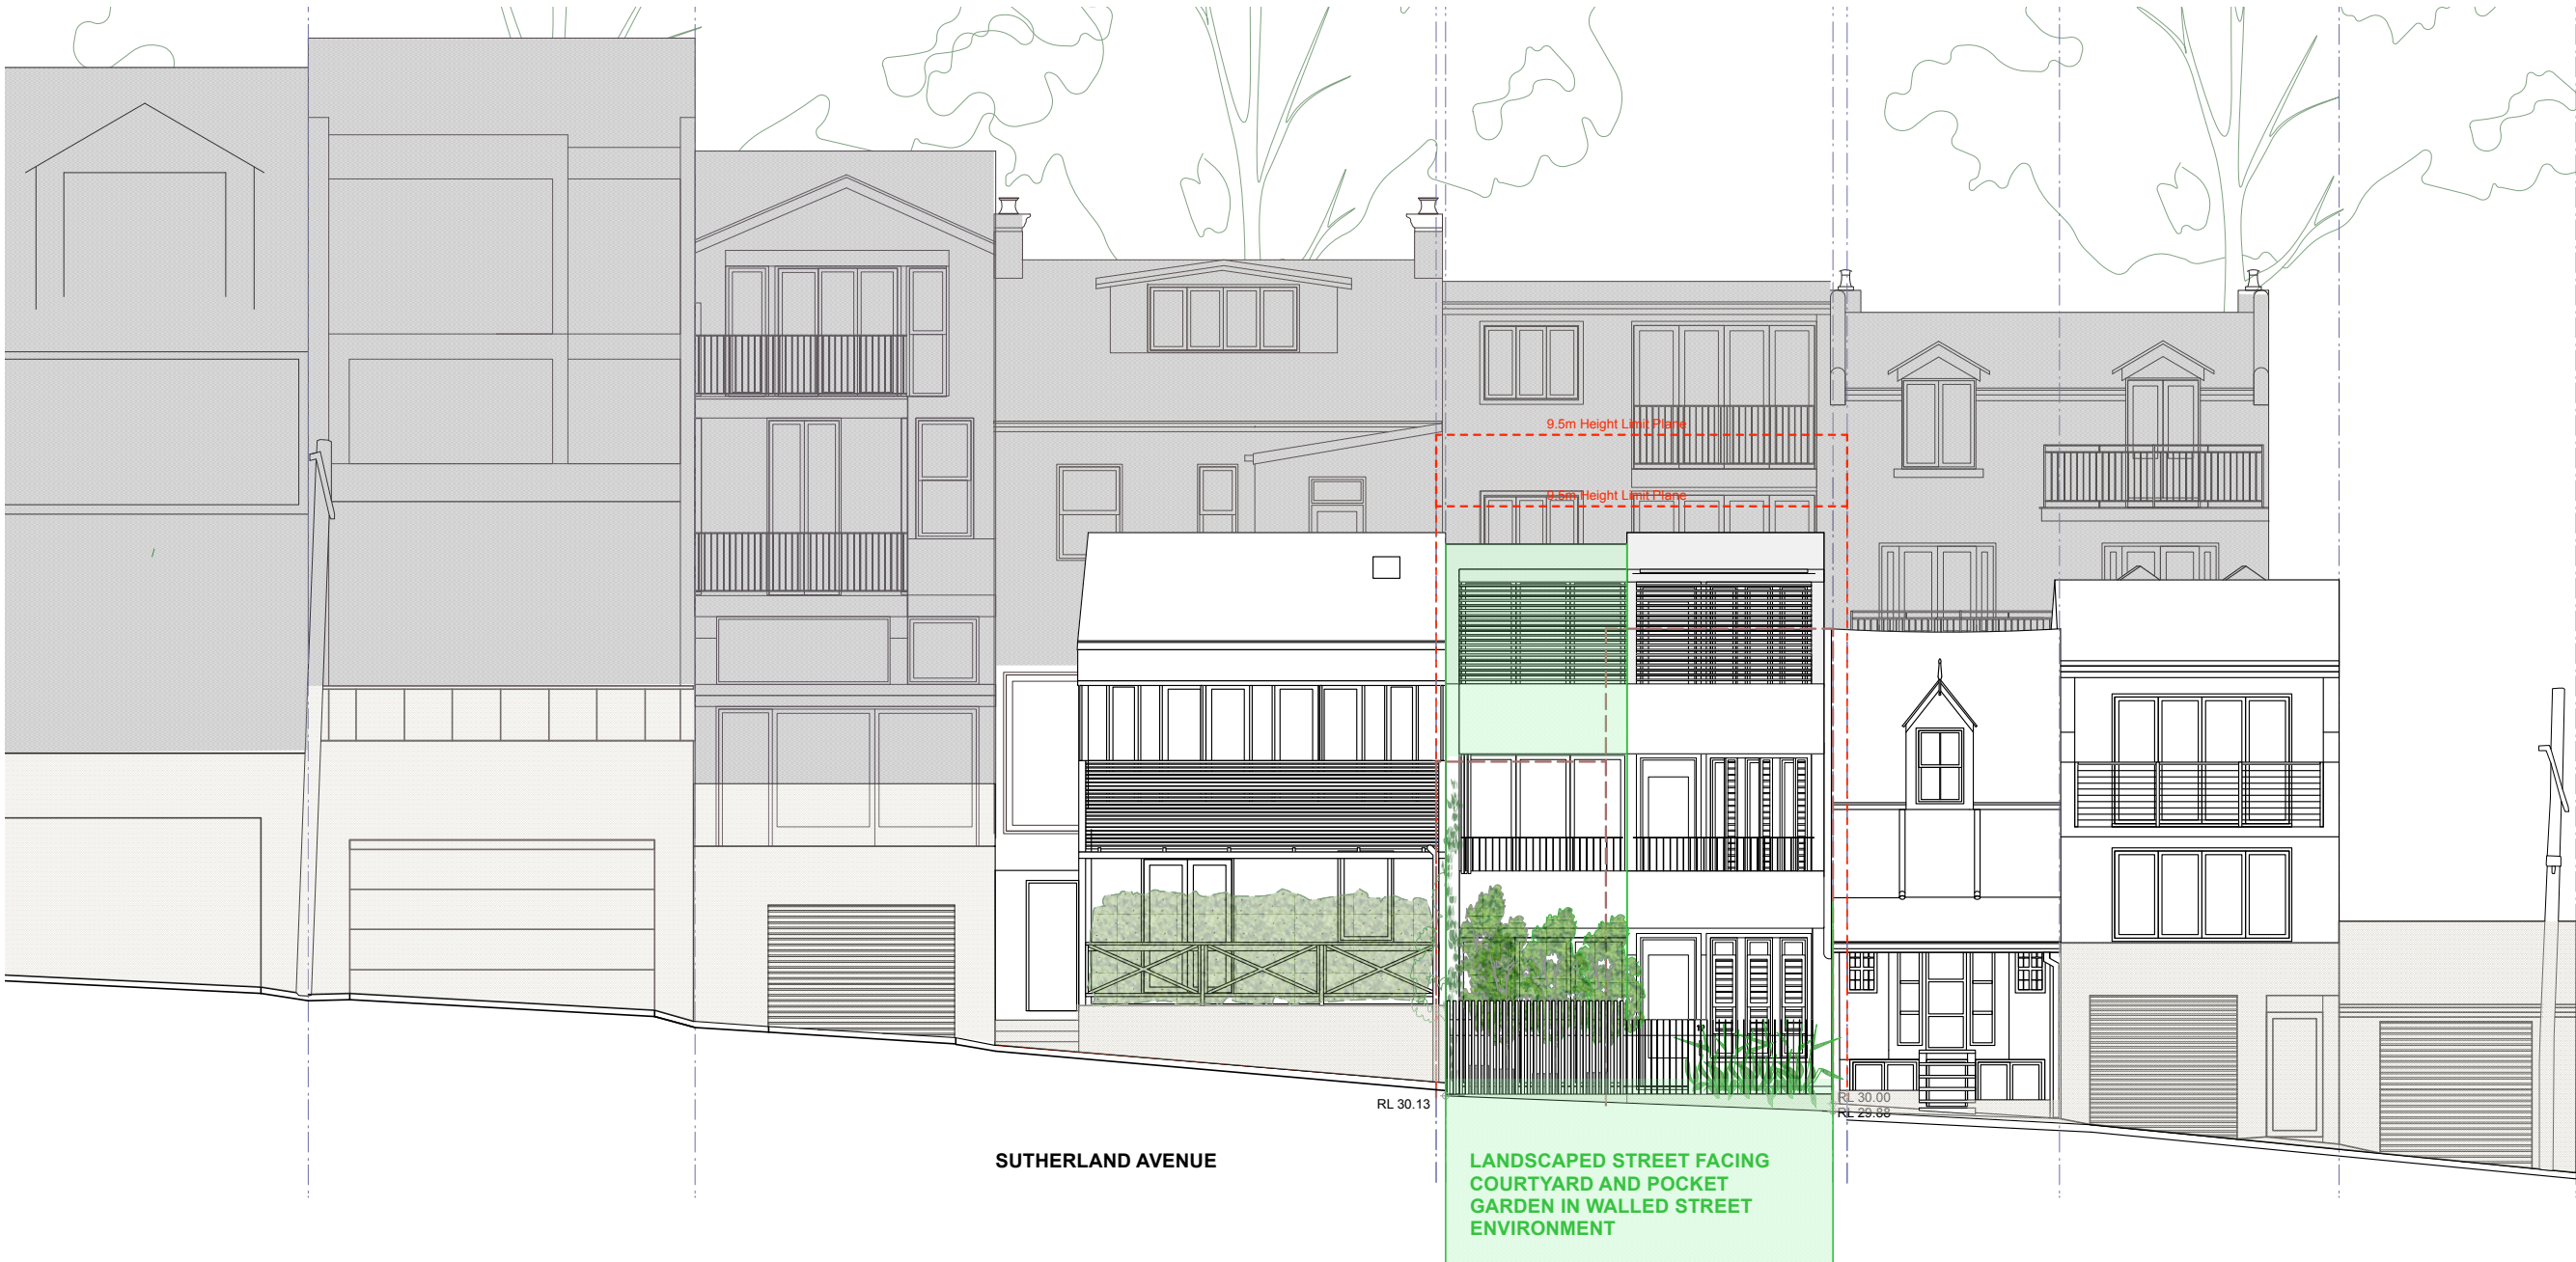 9.5m Height Limit Plane
9.5m Height Limit Plane
RL 30.13
RL 30.00
RL 29.88
SUTHERLAND AVENUE
LANDSCAPED STREET FACING
COURTYARD AND POCKET
GARDEN IN WALLED STREET
ENVIRONMENT